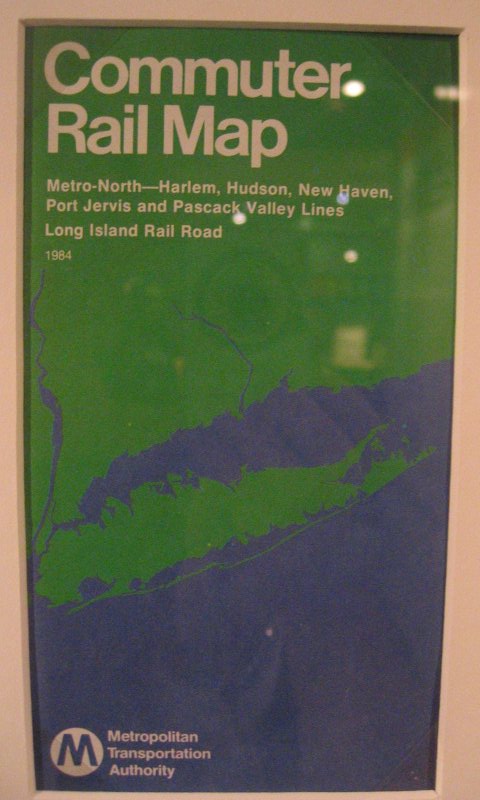 Commuter
Rail Map
Metro-North—Harlem, Hudson, New Haven,
Port Jervis and Pascack Valley Lines
Long Island Rail Road
1984
M Metropolitan
Transportation
Authority